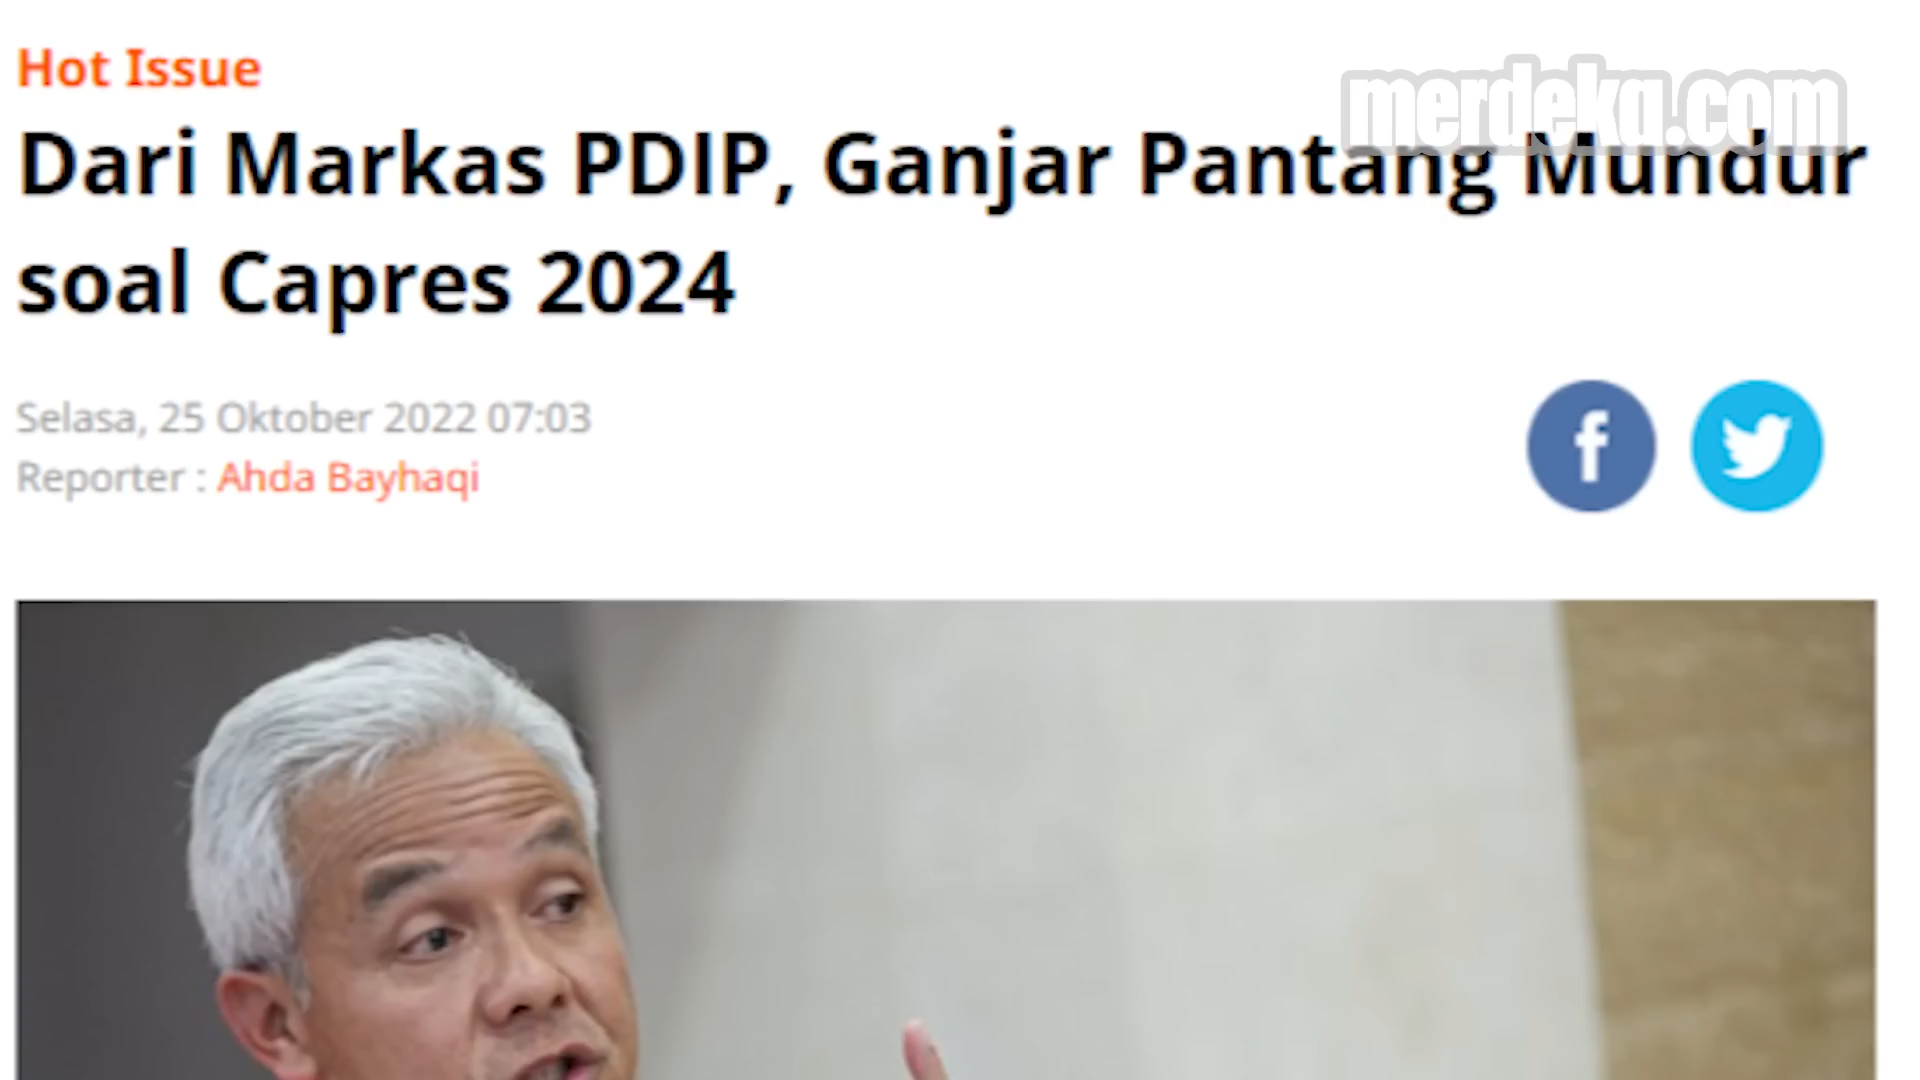 Hot Issue
merdeka.com
Dari Markas PDIP, Ganjar Pantang Mundur
soal Capres 2024
Selasa, 25 Oktober 2022 07:03
Reporter : Ahda Bayhaqi